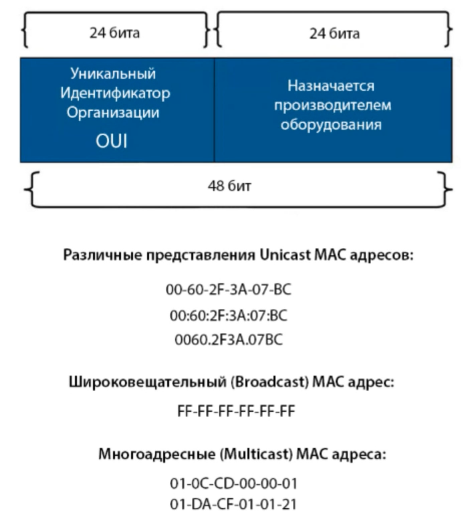 24 бита
24 бита
Уникальный
Идентификатор
Организации
OUI
Назначается
производителем
оборудования
48 бит
Различные представления Unicast MAC адресов:
00-60-2F-3A-07-BC
00:60:2F:3A:07:BC
0060.2F3A.07BC
Широковещательный (Broadcast) MAC адрес:
FF-FF-FF-FF-FF-FF
Многоадресные (Multicast) MAC адреса:
01-0C-CD-00-00-01
01-DA-CF-01-01-21